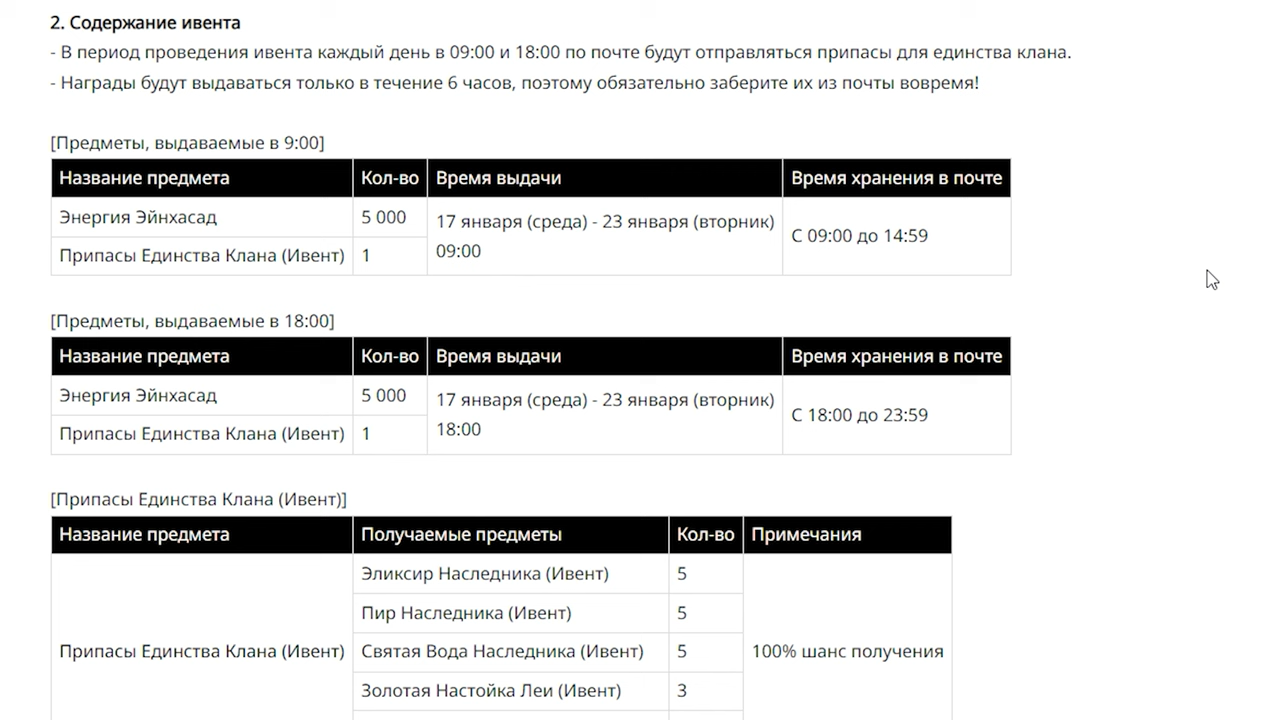 2. Содержание ивента
- В период проведения ивента каждый день в 09:00 и 18:00 по почте будут отправляться припасы для единства клана.
- Награды будут выдаваться только в течение 6 часов, поэтому обязательно заберите их из почты вовремя!
[Предметы, выдаваемые в 9:00]
Название предмета Кол-во Время выдачи Время хранения в почте
Энергия Эйнхасад 5 000 17 января (среда) - 23 января (вторник)
09:00 С 09:00 до 14:59
Припасы Единства Клана (Ивент) 1
[Предметы, выдаваемые в 18:00]
Название предмета Кол-во Время выдачи Время хранения в почте
Энергия Эйнхасад 5 000 17 января (среда) - 23 января (вторник)
18:00 С 18:00 до 23:59
Припасы Единства Клана (Ивент) 1
[Припасы Единства Клана (Ивент)]
Название предмета Получаемые предметы Кол-во Примечания
Эликсир Наследника (Ивент) 5
Пир Наследника (Ивент) 5
Припасы Единства Клана (Ивент) Святая Вода Наследника (Ивент) 5 100% шанс получения
Золотая Настойка Леи (Ивент) 3